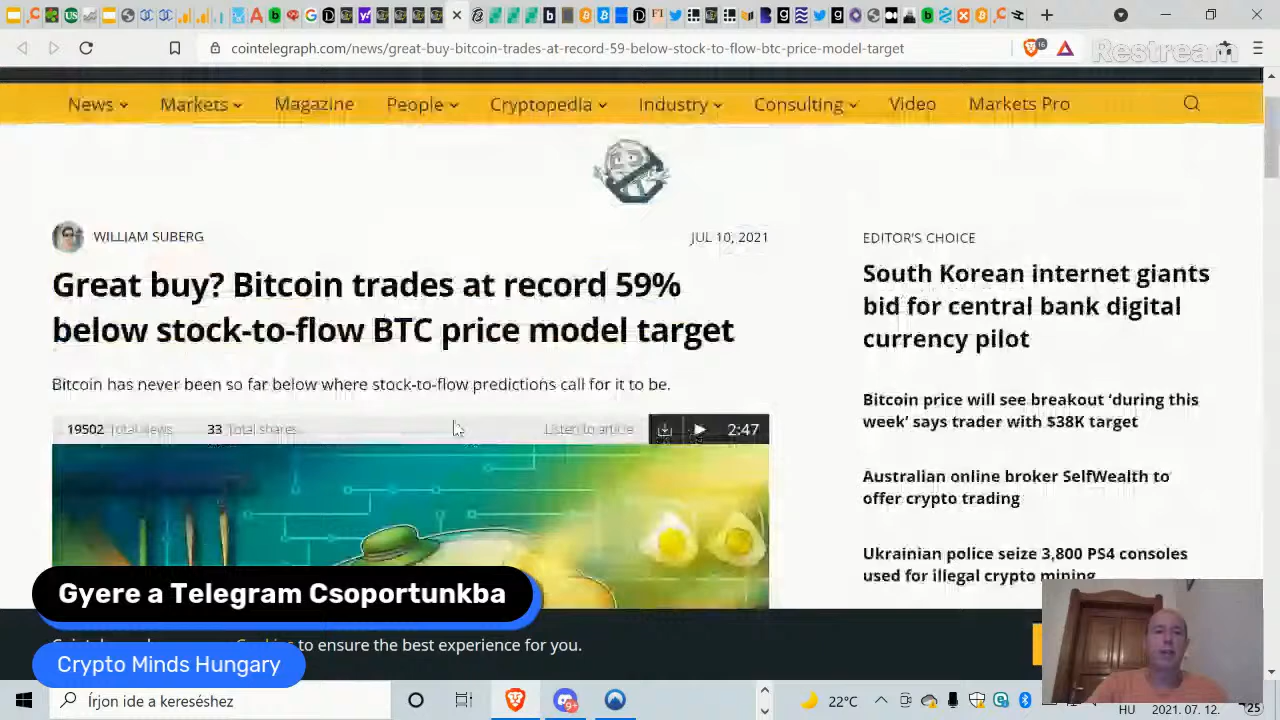 cointelegraph.com/news/great-buy-bitcoin-trades-at-record-59-below-stock-to-flow-btc-price-model-target
16
Restream
News Markets Magazine People Cryptopedia Industry Consulting Video Markets Pro
WILLIAM SUBERG
JUL 10, 2021
Great buy? Bitcoin trades at record 59%
below stock-to-flow BTC price model target
Bitcoin has never been so far below where stock-to-flow predictions call for it to be.
19502 Total views 33 Total shares Listen to article 2:47
EDITOR'S CHOICE
South Korean internet giants
bid for central bank digital
currency pilot
Bitcoin price will see breakout ‘during this
week’ says trader with $38K target
Australian online broker SelfWealth to
offer crypto trading
Ukrainian police seize 3,800 PS4 consoles
used for illegal crypto mining
Gyere a Telegram Csoportunkba
to ensure the best experience for you.
Crypto Minds Hungary
Írjon ide a kereséshez
9+
22°C
HU
2021. 07. 12.
25